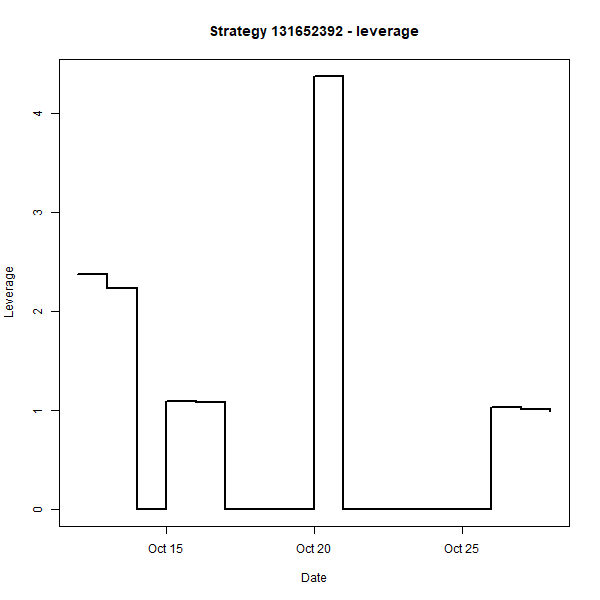 Strategy 131652392 - leverage
Leverage
4
3
2
1
0
Oct 15
Oct 20
Oct 25
Date